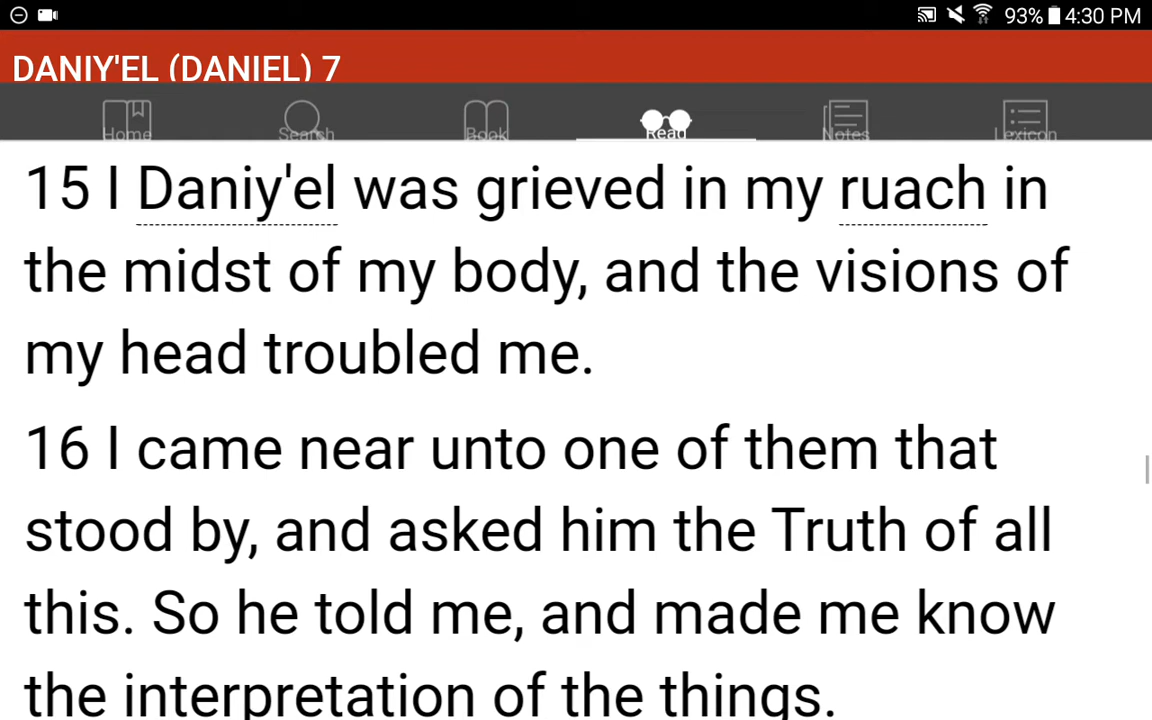 93% 4:30 PM
DANIY'EL (DANIEL) 7
Home Search Book Read Notes Lexicon
15 I Daniy'el was grieved in my ruach in
the midst of my body, and the visions of
my head troubled me.
16 I came near unto one of them that
stood by, and asked him the Truth of all
this. So he told me, and made me know
the interpretation of the things.